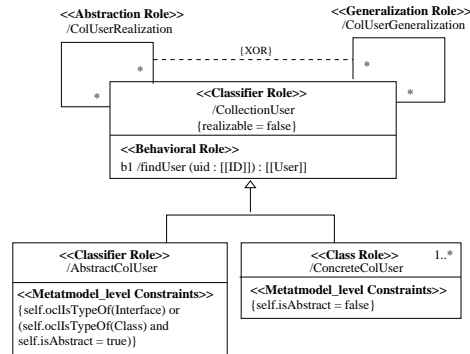 <<Abstraction Role>>
/ColUserRealization
<<Generalization Role>>
/ColUserGeneralization
{XOR}
*
*
*
*
<<Classifier Role>>
/CollectionUser
{realizable = false}
<<Behavioral Role>>
b1 /findUser (uid : [[ID]]) : [[User]]
<<Classifier Role>>
/AbstractColUser
<<Metatmodel_level Constraints>>
{self.oclIsTypeOf(Interface) or
(self.oclIsTypeOf(Class) and
self.isAbstract = true)}
<<Class Role>> 1..*
/ConcreteColUser
<<Metatmodel_level Constraints>>
{self.isAbstract = false}